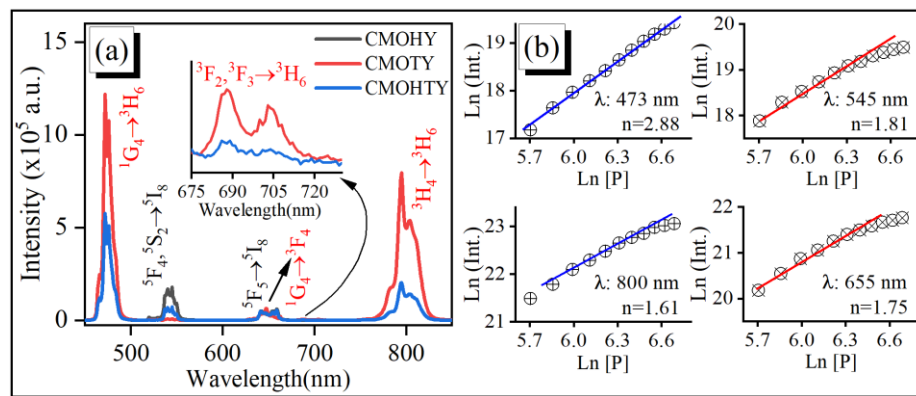 (a)
Intensity (x10⁵ a.u.)
15
10
5
0
500
600
700
800
Wavelength(nm)
CMOHY
CMOTY
CMOHTY
¹G₄→³H₆
⁵F₄,⁵S₂→⁵I₈
⁵F₅→⁵I₈
¹G₄→³F₄
³H₄→³H₆
³F₂,³F₃→³H₆
675 690 705 720
Wavelength(nm)
(b)
Ln (Int.)
19
18
17
λ: 473 nm
n=2.88
5.7 6.0 6.3 6.6
Ln [P]
Ln (Int.)
20
19
18
17
λ: 545 nm
n=1.81
5.7 6.0 6.3 6.6
Ln [P]
Ln (Int.)
23
22
21
λ: 800 nm
n=1.61
5.7 6.0 6.3 6.6
Ln [P]
Ln (Int.)
22
21
20
λ: 655 nm
n=1.75
5.7 6.0 6.3 6.6
Ln [P]